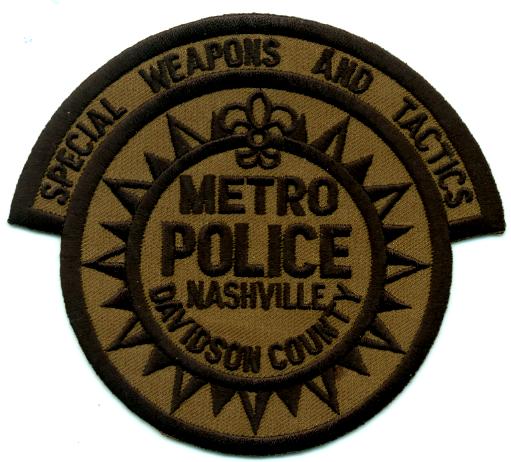 SPECIAL WEAPONS AND TACTICS
METRO
POLICE
NASHVILLE
DAVIDSON COUNTY